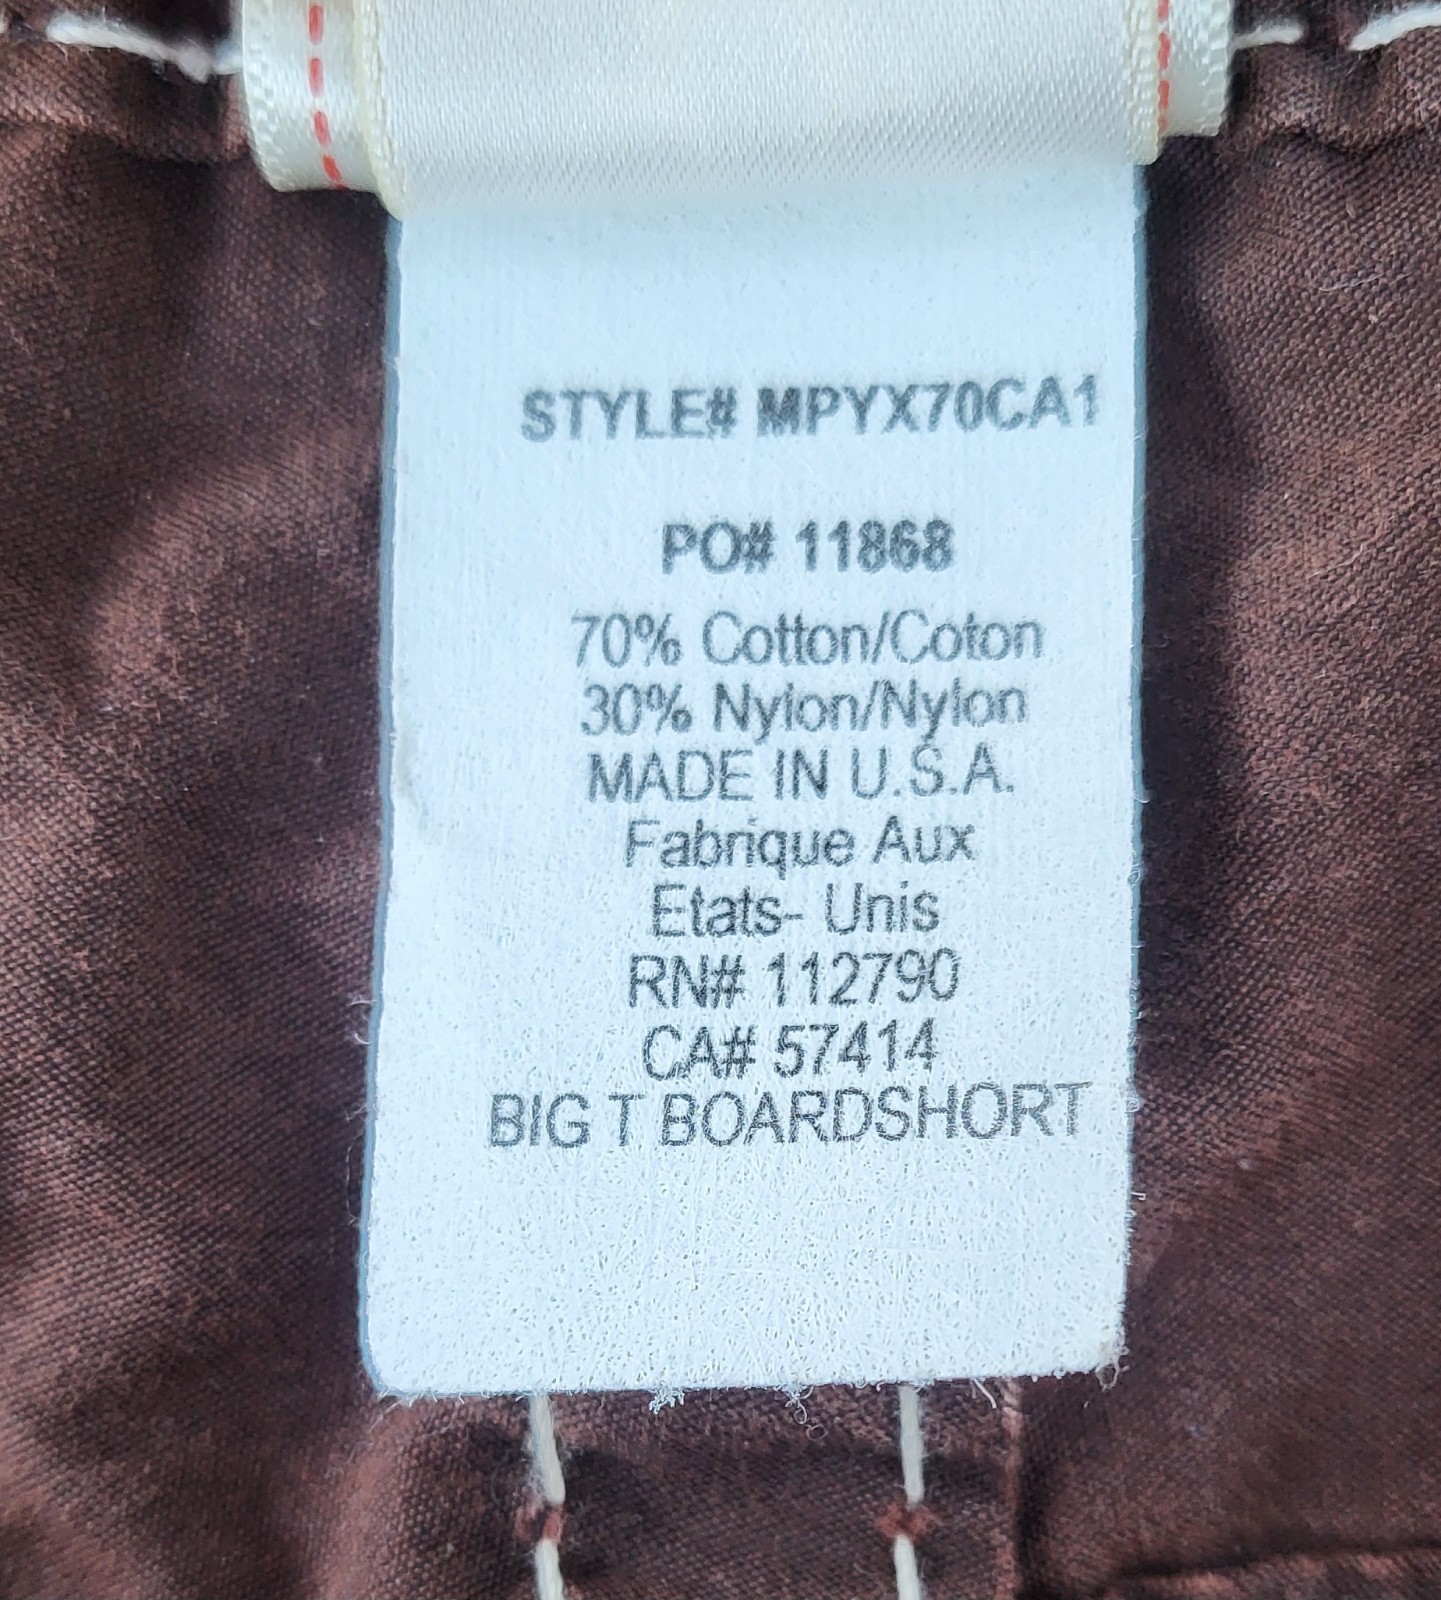 STYLE# MPYX70CA1
PO# 11868
70% Cotton/Coton
30% Nylon/Nylon
MADE IN U.S.A.
Fabrique Aux
Etats- Unis
RN# 112790
CA# 57414
BIG T BOARDSHORT